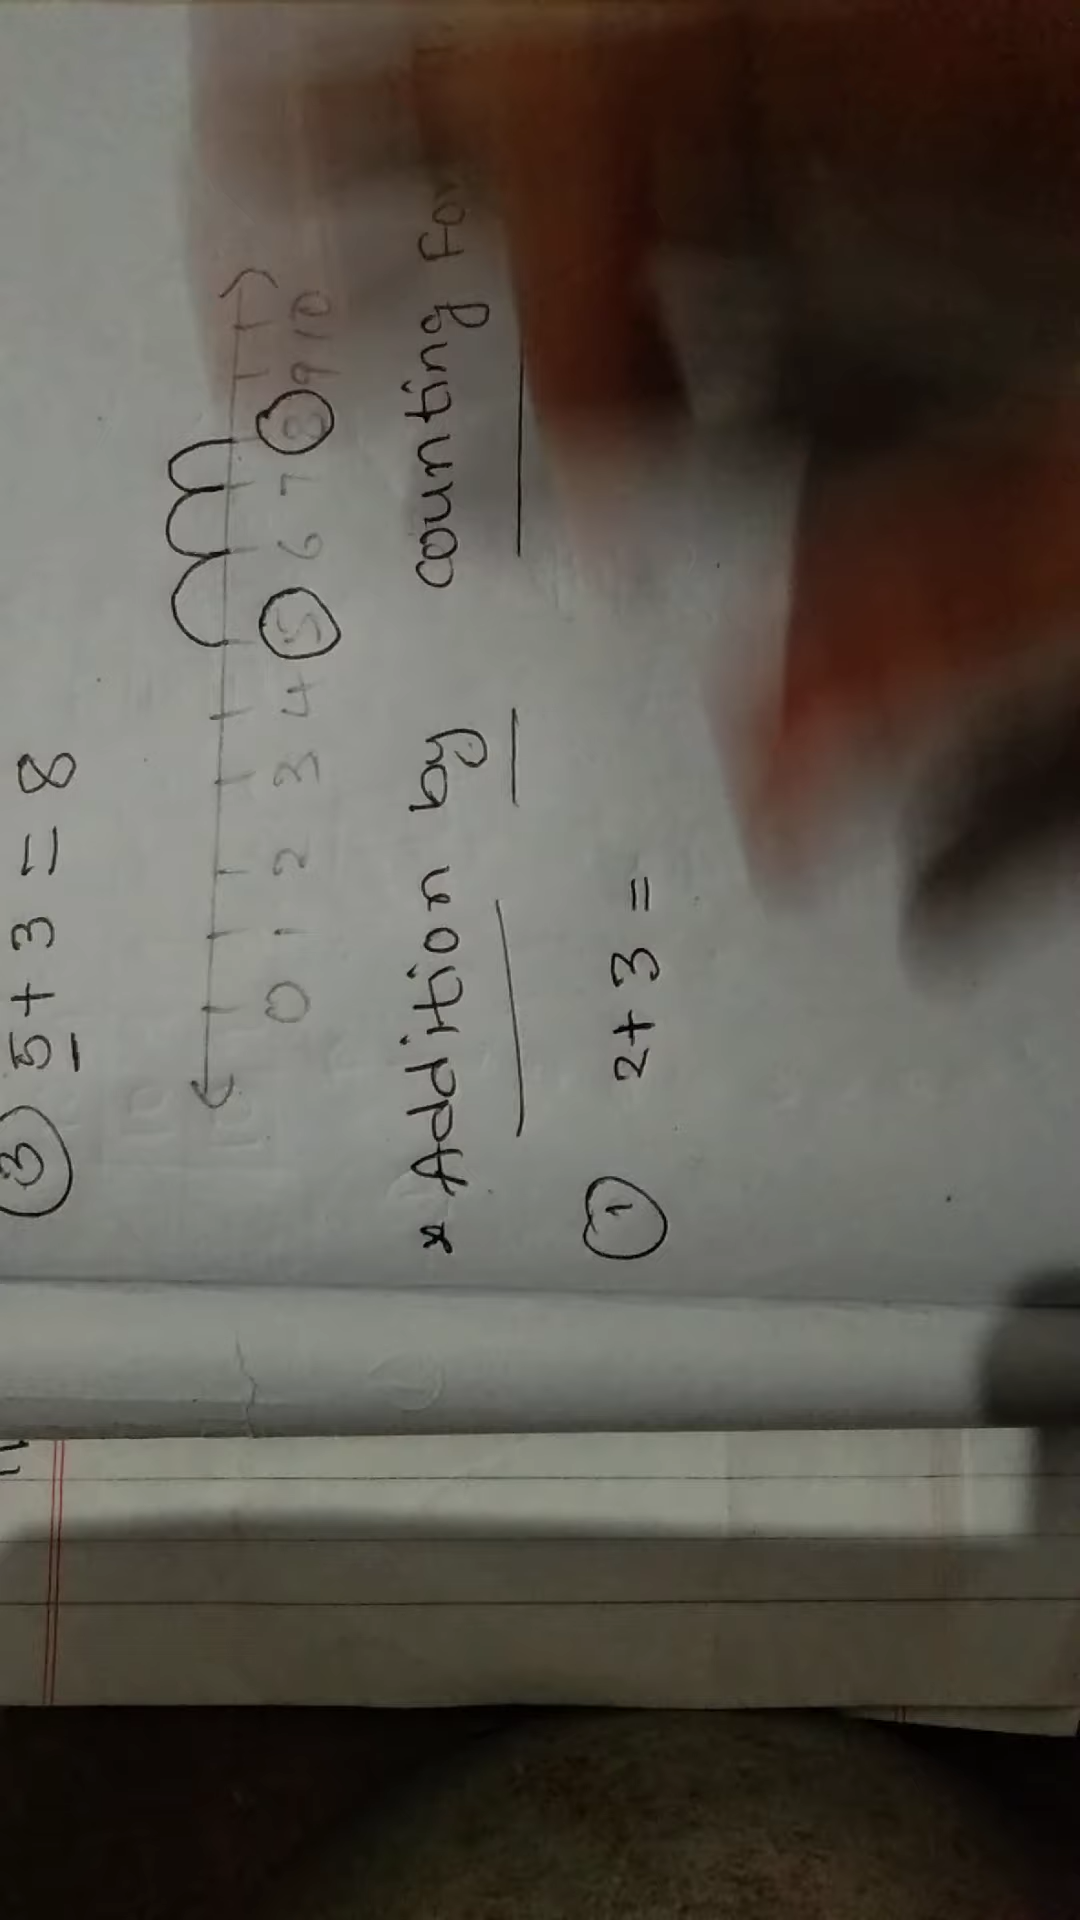 ③ 5 + 3 = 8
0 1 2 3 4 5 6 7 8 9 10
* Addition by counting
① 2 + 3 =